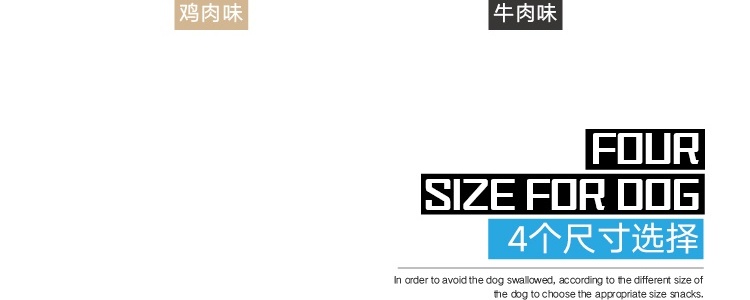 鸡肉味
牛肉味
FOUR
SIZE FOR DOG
4个尺寸选择
In order to avoid the dog swallowed, according to the different size of
the dog to choose the appropriate size snacks.